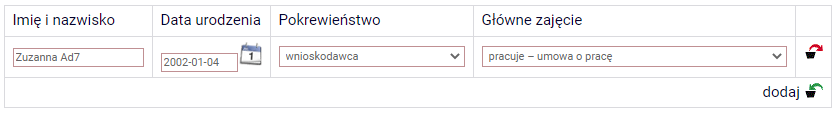 Imię i nazwisko Data urodzenia Pokrewieństwo Główne zajęcie
Zuzanna Ad7 2002-01-04 1 wnioskodawca pracuje – umowa o pracę
dodaj